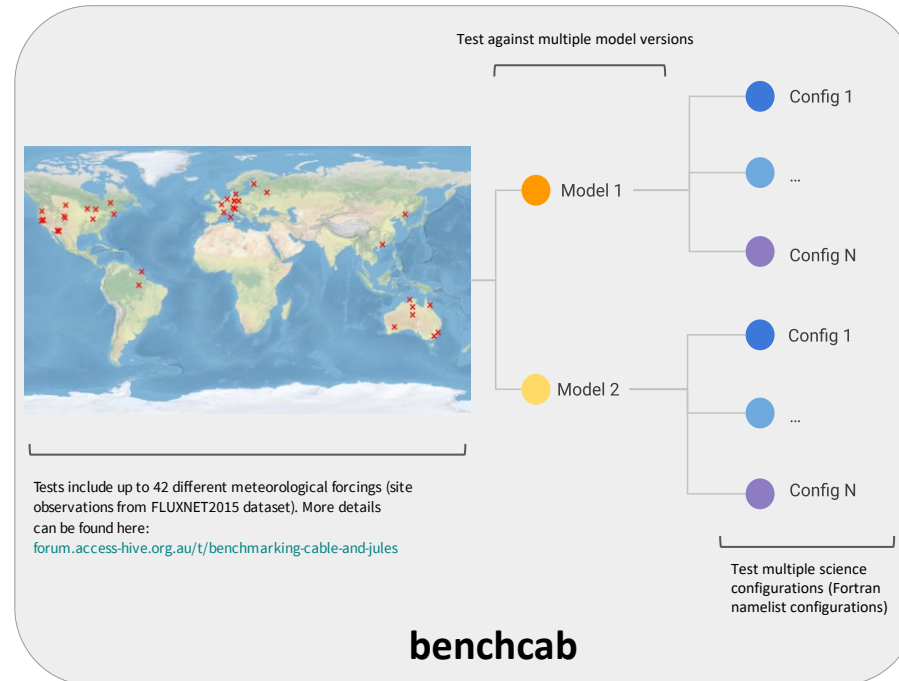 Test against multiple model versions
Config 1
...
Model 1
Config N
Config 1
Model 2
...
Config N
Tests include up to 42 different meteorological forcings (site
observations from FLUXNET2015 dataset). More details
can be found here:
forum.access-hive.org.au/t/benchmarking-cable-and-jules
Test multiple science
configurations (Fortran
namelist configurations)
benchcab